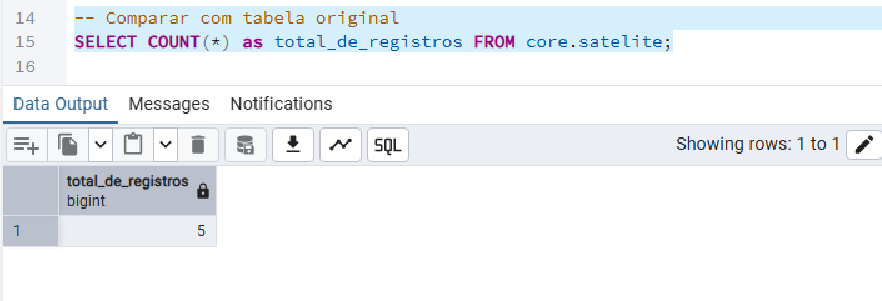 14 -- Comparar com tabela original
15 SELECT COUNT(*) as total_de_registros FROM core.satelite;
16
Data Output Messages Notifications
SQL Showing rows: 1 to 1
total_de_registros
bigint
1 5